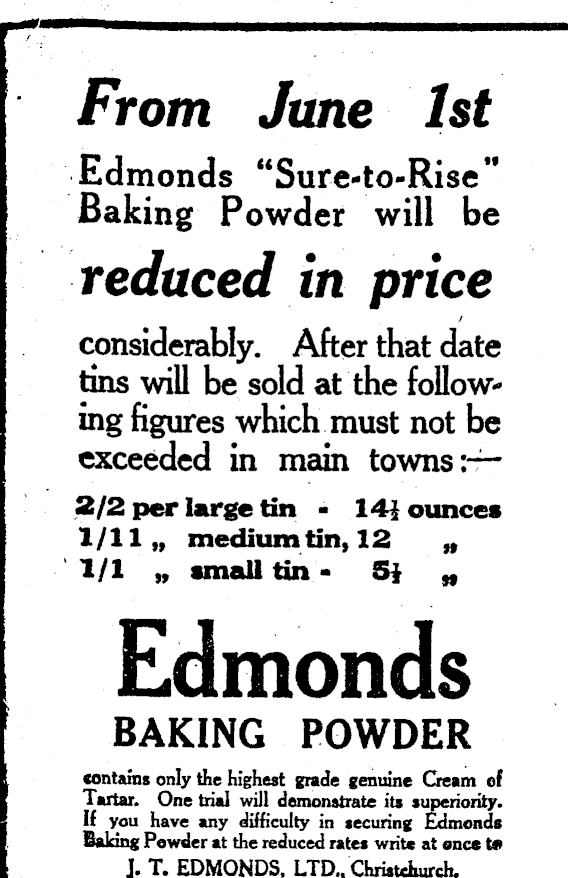 From June 1st
Edmonds "Sure-to-Rise"
Baking Powder will be
reduced in price
considerably. After that date
tins will be sold at the follow-
ing figures which must not be
exceeded in main towns:—
2/2 per large tin - 14½ ounces
1/11 „ medium tin, 12 „
1/1 „ small tin - 5½ „
Edmonds
BAKING POWDER
contains only the highest grade genuine Cream of
Tartar. One trial will demonstrate its superiority.
If you have any difficulty in securing Edmonds
Baking Powder at the reduced rates write at once to
J. T. EDMONDS, LTD., Christchurch.